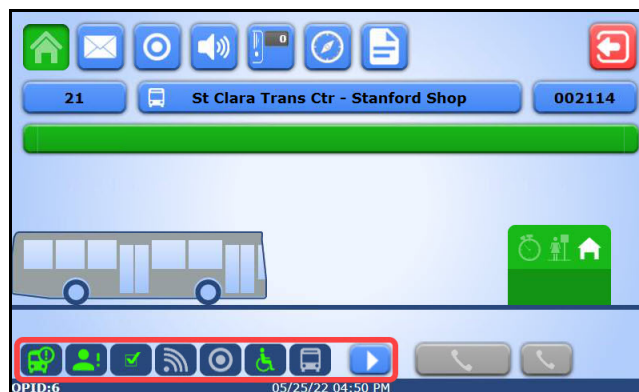 0
21
St Clara Trans Ctr - Stanford Shop
002114
OPID:6
05/25/22 04:50 PM